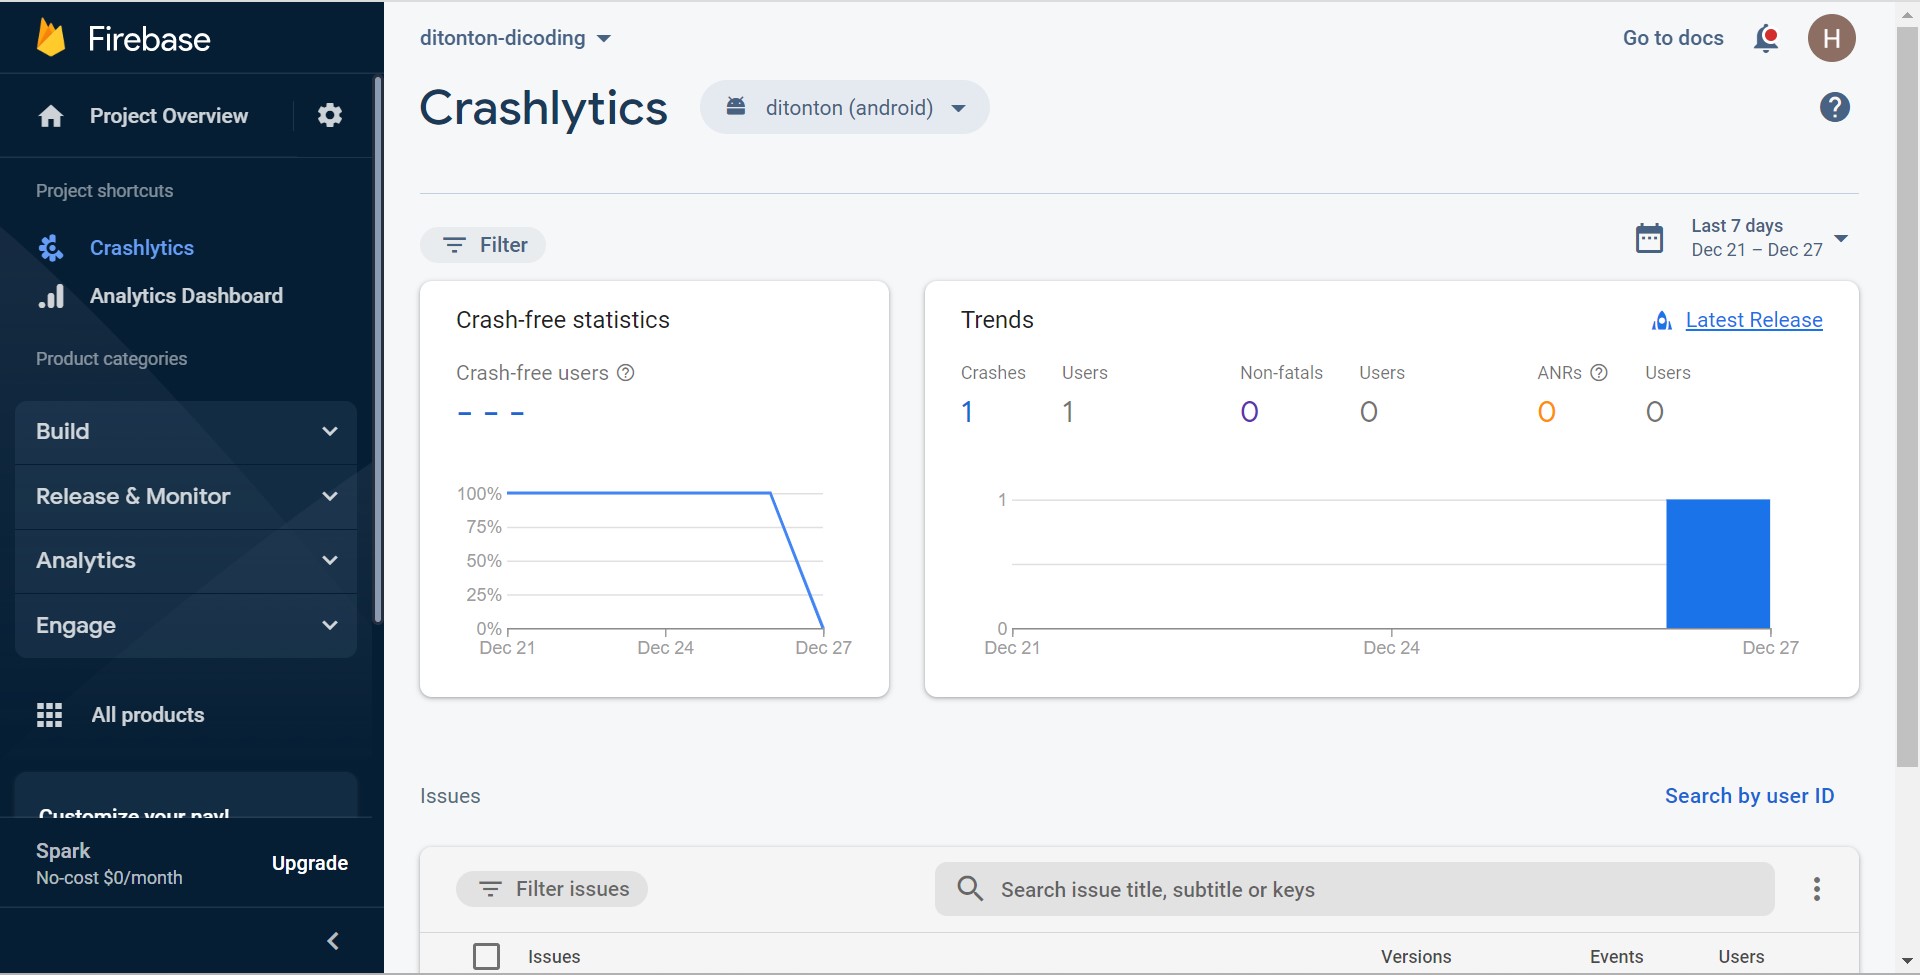 Firebase
Project Overview
Project shortcuts
Crashlytics
Analytics Dashboard
Product categories
Build
Release & Monitor
Analytics
Engage
All products
Customize your nav!
Spark
No-cost $0/month
Upgrade
ditonton-dicoding
Go to docs
H
Crashlytics
ditonton (android)
?
Filter
Last 7 days
Dec 21 – Dec 27
Crash-free statistics
Crash-free users ?
– – –
100%
75%
50%
25%
0%
Dec 21 Dec 24 Dec 27
Trends
Latest Release
Crashes Users Non-fatals Users ANRs ? Users
1 1 0 0 0 0
1
0
Dec 21 Dec 24 Dec 27
Issues
Search by user ID
Filter issues
Search issue title, subtitle or keys
Issues Versions Events Users